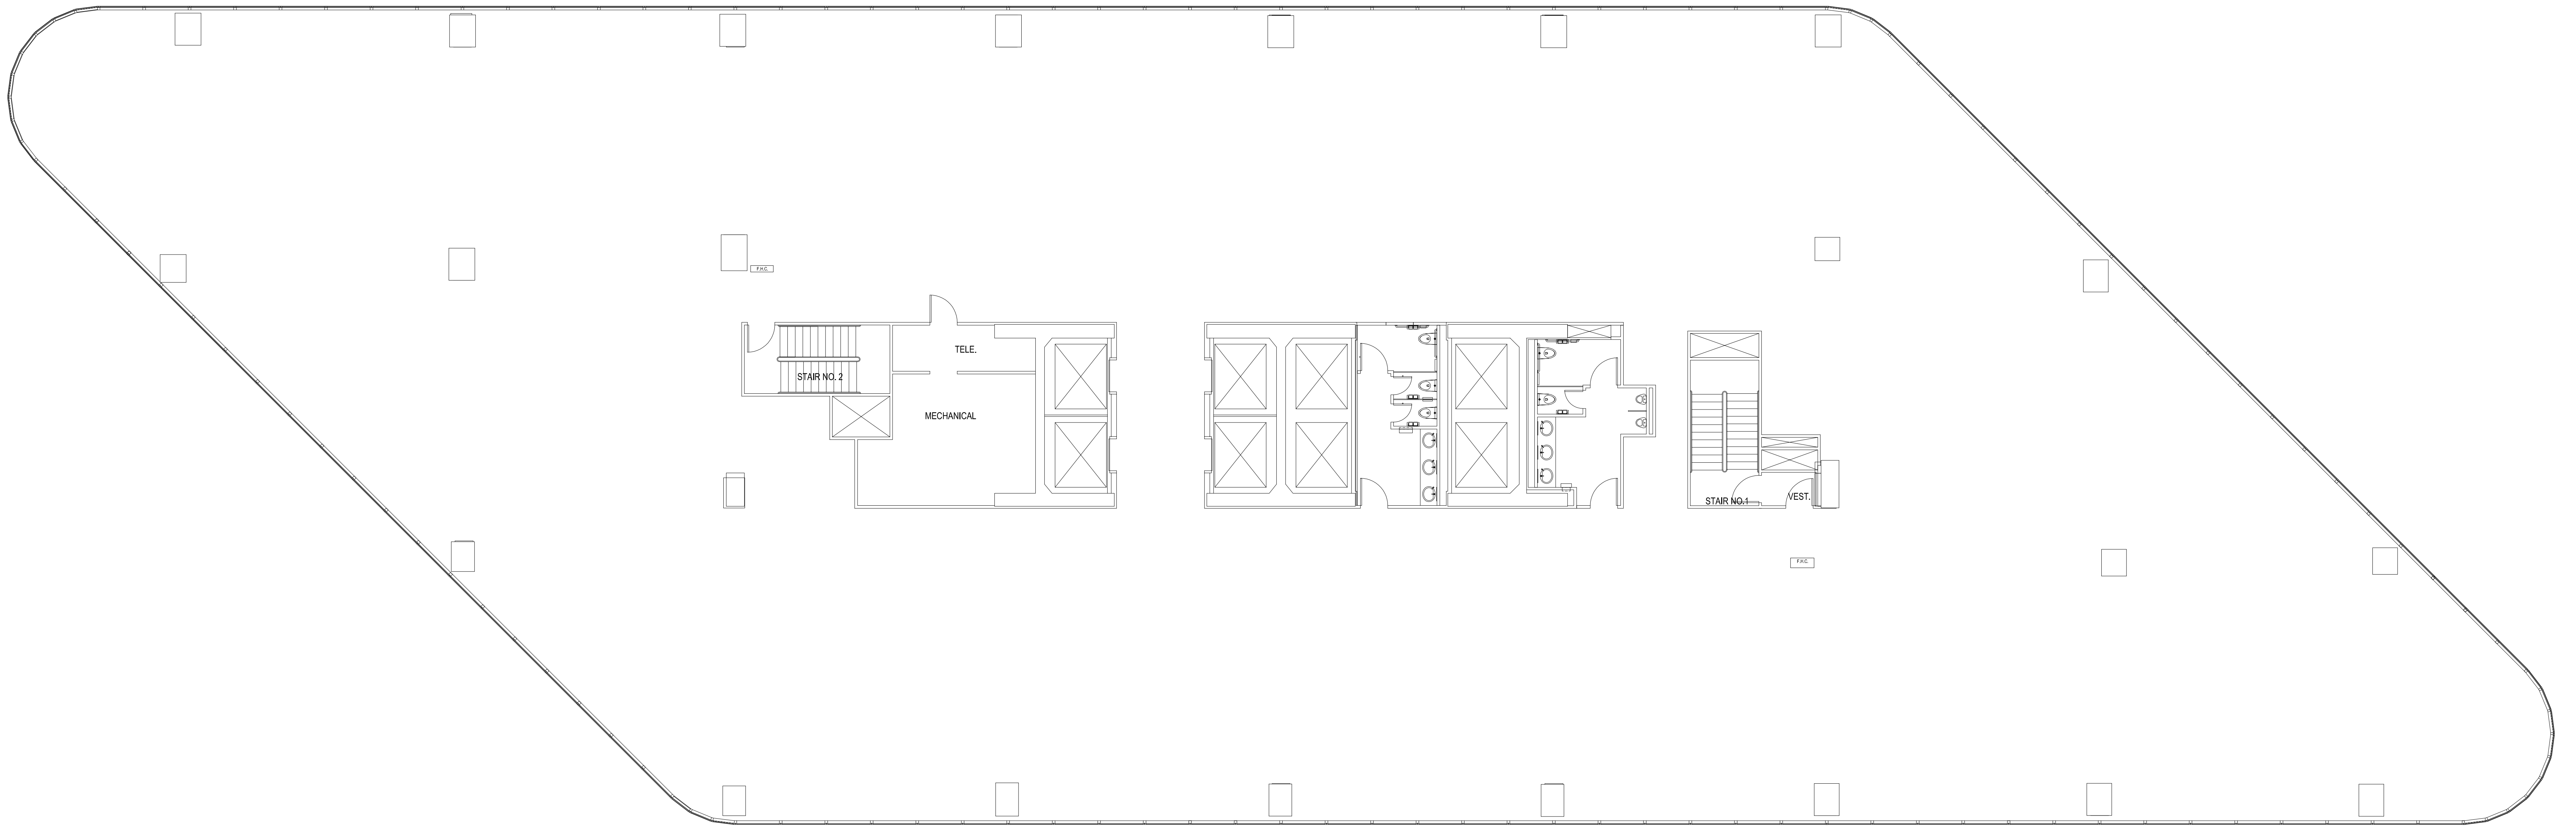 F.H.C.
TELE.
STAIR NO. 2
MECHANICAL
STAIR NO.1
VEST.
F.H.C.